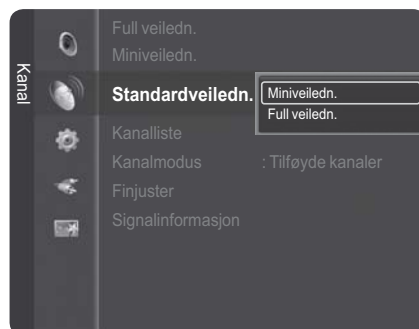 Kanal
Full veiledn.
Miniveiledn.
Standardveiledn.
Miniveiledn.
Full veiledn.
Kanalliste
Kanalmodus : Tilføyde kanaler
Finjuster
Signalinformasjon